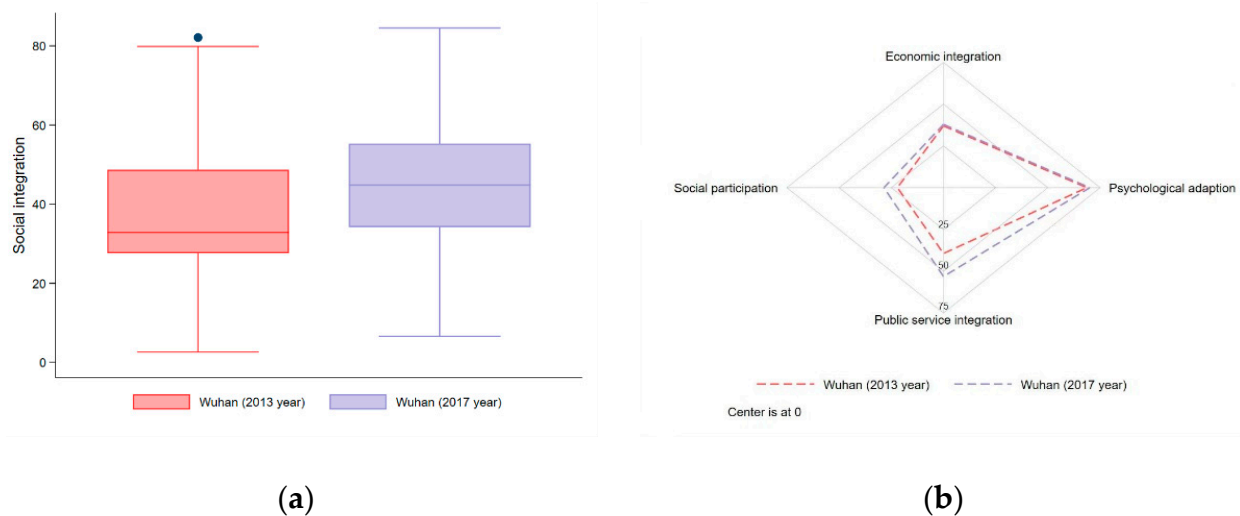 80
60
40
20
0
Social integration
Wuhan (2013 year) Wuhan (2017 year)
(a)
Economic integration
Social participation
Psychological adaption
25
50
75
Public service integration
Wuhan (2013 year) Wuhan (2017 year)
Center is at 0
(b)